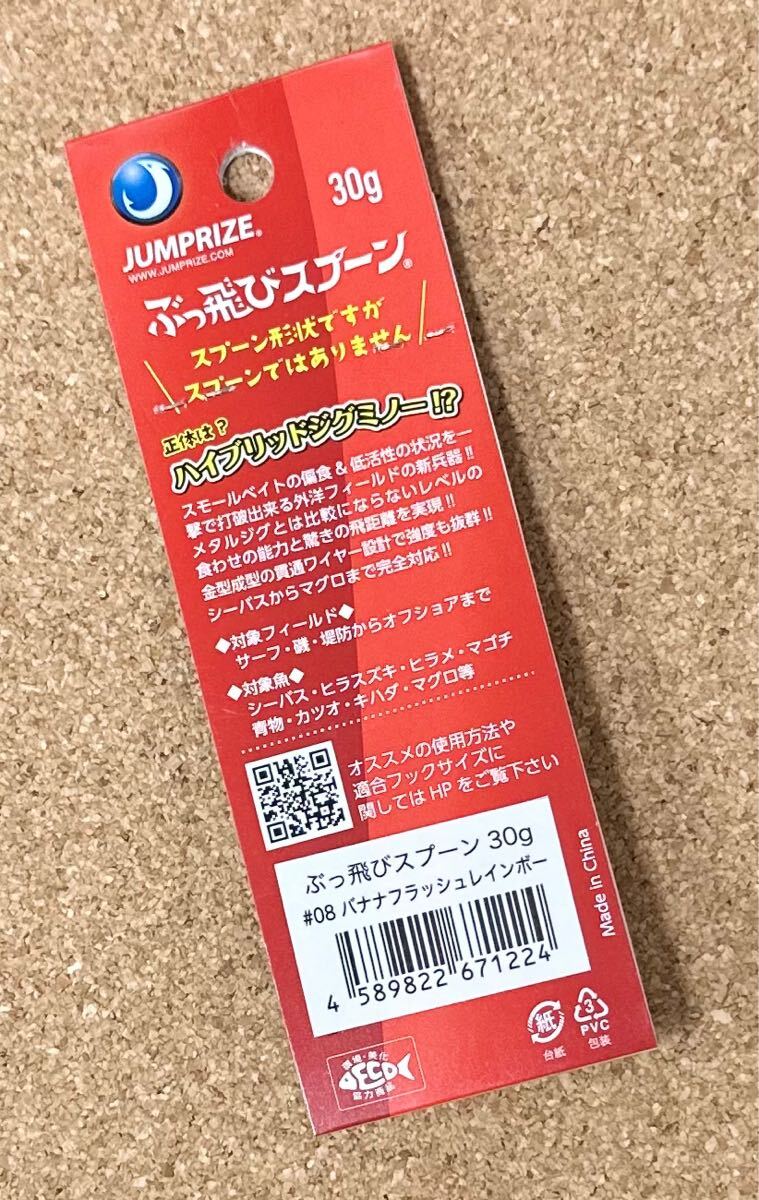 30g
JUMPRIZE®
WWW.JUMPRIZE.COM
ぶっ飛びスプーン®
スプーン形状ですが
スプーンではありません
正体は?
ハイブリッドジグミノー!?
スモールベイトの偏食&低活性の状況を一
撃で打破出来る外洋フィールドの新兵器!!
メタルジグとは比較にならないレベルの
食わせの能力と驚きの飛距離を実現!!
金型成型の貫通ワイヤー設計で強度も抜群!!
シーバスからマグロまで完全対応!!
◆対象フィールド◆
サーフ・磯・堤防からオフショアまで
◆対象魚◆
シーバス・ヒラスズキ・ヒラメ・マゴチ
青物・カツオ・キハダ・マグロ等
オススメの使用方法や
適合フックサイズに
関してはHPをご覧下さい
ぶっ飛びスプーン 30g
#08 バナナフラッシュレインボー
4 589822 671224
Made in China
紙
台紙
3
PVC
包装
環境・美化
ECO
協力商品